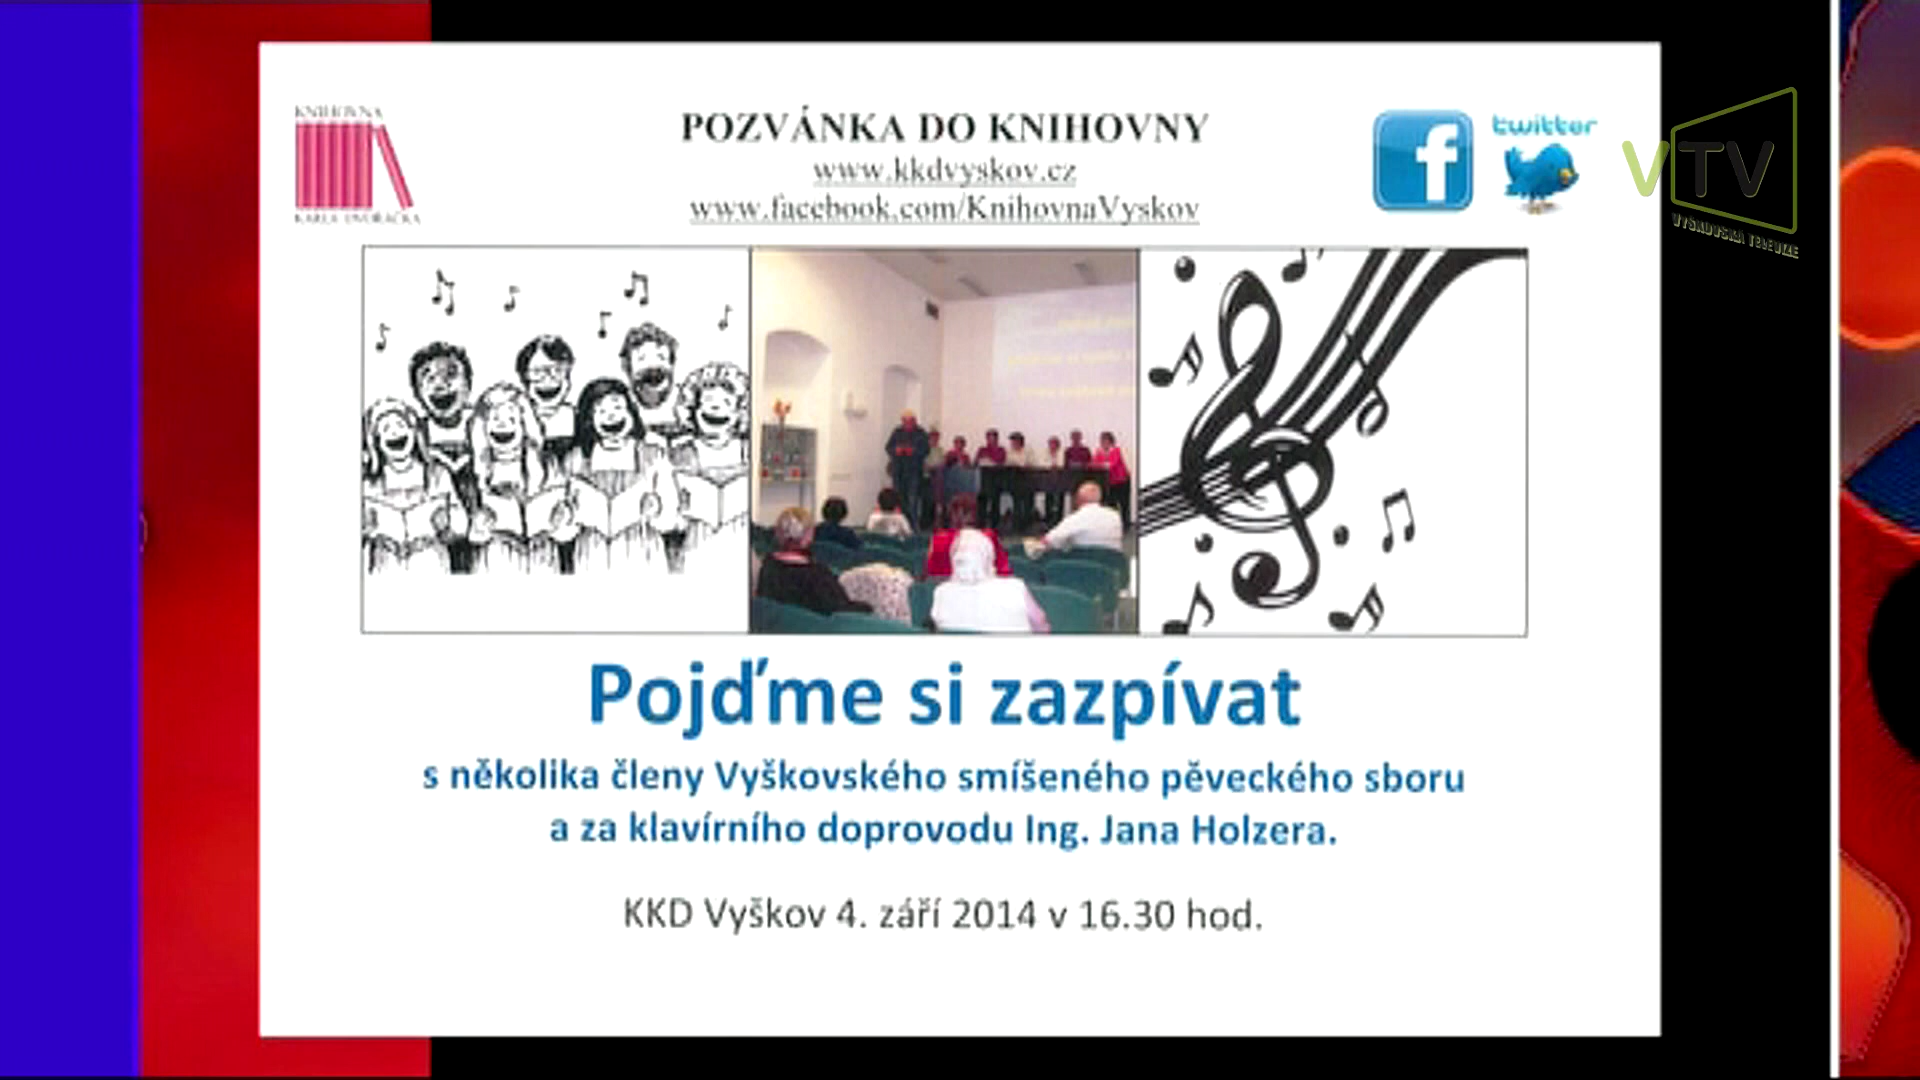 KNIHOVNA
KARLA DVOŘÁČKA
POZVÁNKA DO KNIHOVNY
www.kkdvyskov.cz
www.facebook.com/KnihovnaVyskov
twitter
VTV
VYŠKOVSKÁ TELEVIZE
Pojďme si zazpívat
s několika členy Vyškovského smíšeného pěveckého sboru
a za klavírního doprovodu Ing. Jana Holzera.
KKD Vyškov 4. září 2014 v 16.30 hod.